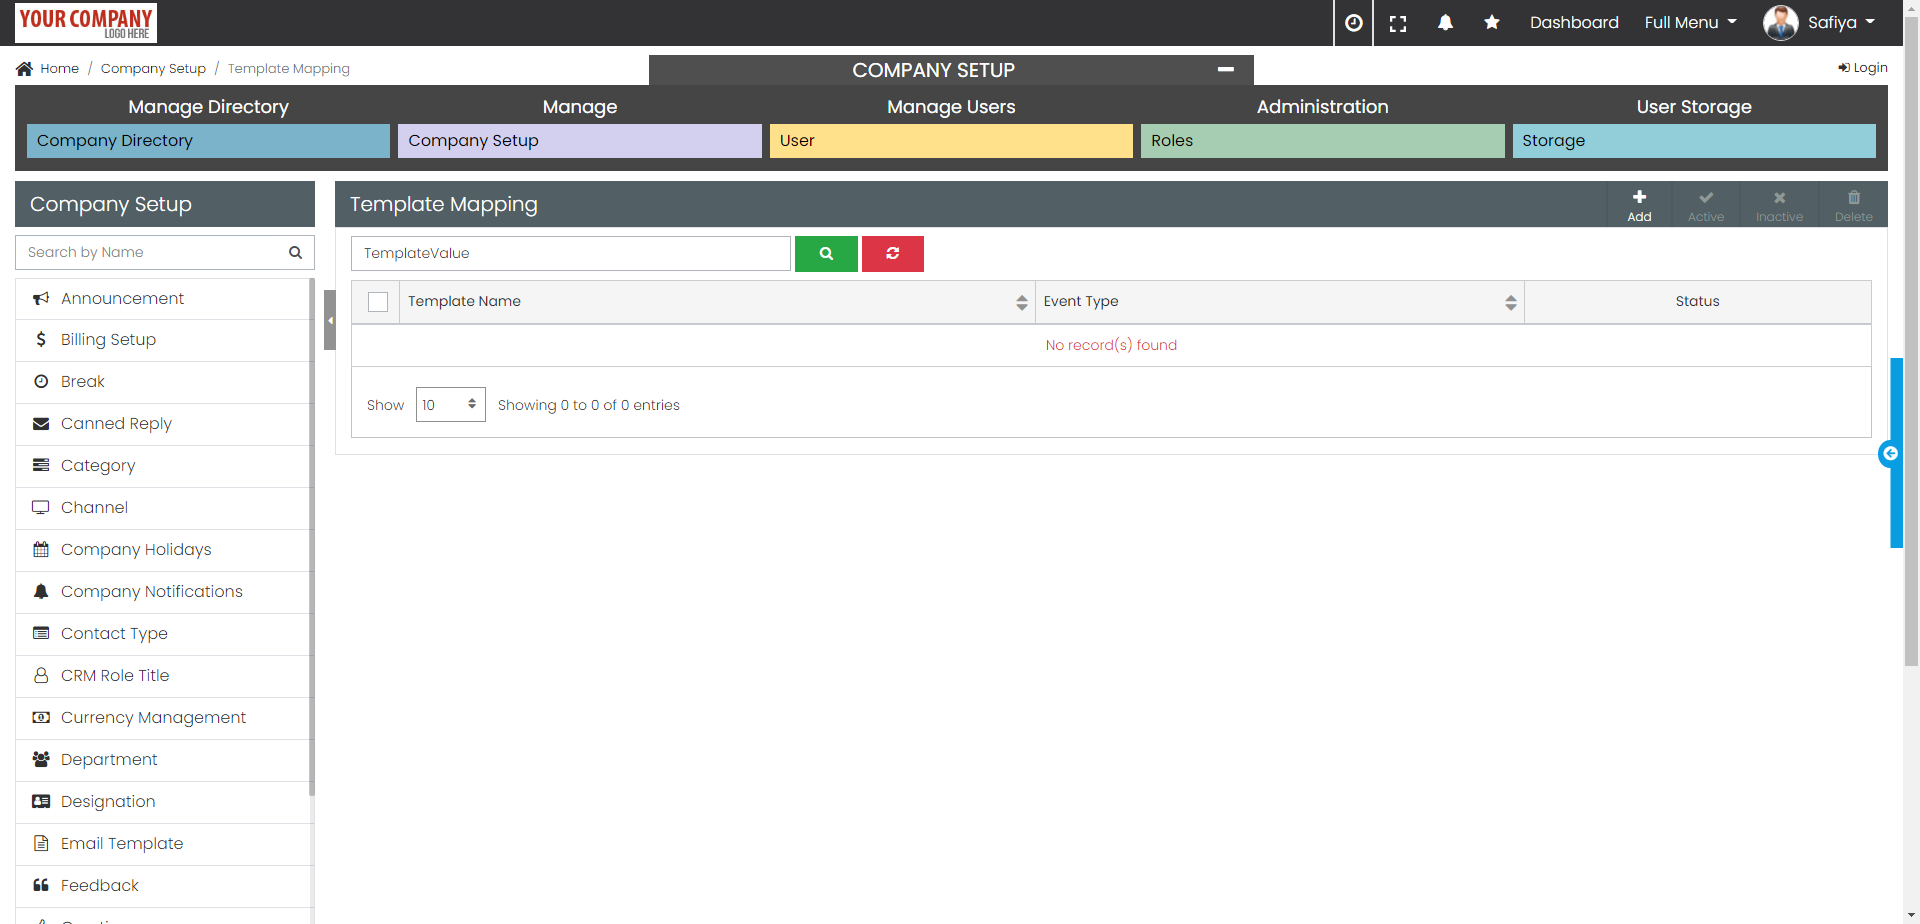 YOUR COMPANY
LOGO HERE
Dashboard
Full Menu
Safiya
Home / Company Setup / Template Mapping
COMPANY SETUP
Login
Manage Directory
Manage
Manage Users
Administration
User Storage
Company Directory
Company Setup
User
Roles
Storage
Company Setup
Search by Name
Announcement
Billing Setup
Break
Canned Reply
Category
Channel
Company Holidays
Company Notifications
Contact Type
CRM Role Title
Currency Management
Department
Designation
Email Template
Feedback
Template Mapping
Add
Active
Inactive
Delete
TemplateValue
Template Name
Event Type
Status
No record(s) found
Show 10 Showing 0 to 0 of 0 entries